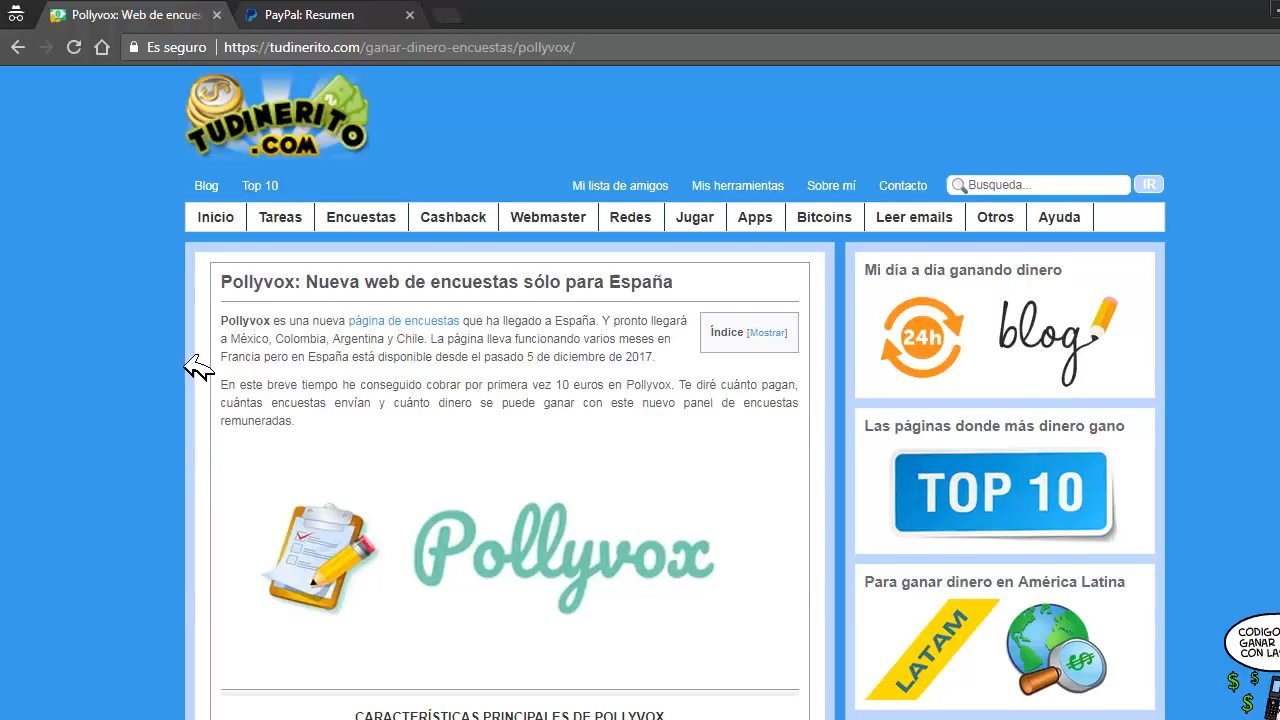 Pollyvox: Web de encues
PayPal: Resumen
Es seguro
https://tudinerito.com/ganar-dinero-encuestas/pollyvox/
TUDINERITO
.COM
Blog
Top 10
Mi lista de amigos
Mis herramientas
Sobre mí
Contacto
Busqueda...
IR
Inicio
Tareas
Encuestas
Cashback
Webmaster
Redes
Jugar
Apps
Bitcoins
Leer emails
Otros
Ayuda
Pollyvox: Nueva web de encuestas sólo para España
Pollyvox es una nueva página de encuestas que ha llegado a España. Y pronto llegará
a México, Colombia, Argentina y Chile. La página lleva funcionando varios meses en
Francia pero en España está disponible desde el pasado 5 de diciembre de 2017.
Índice [Mostrar]
En este breve tiempo he conseguido cobrar por primera vez 10 euros en Pollyvox. Te diré cuánto pagan,
cuántas encuestas envían y cuánto dinero se puede ganar con este nuevo panel de encuestas
remuneradas.
Pollyvox
CARACTERÍSTICAS PRINCIPALES DE POLLYVOX
Mi día a día ganando dinero
24h
blog
Las páginas donde más dinero gano
TOP 10
Para ganar dinero en América Latina
LATAM
CODIGO
GANAR
CON LA